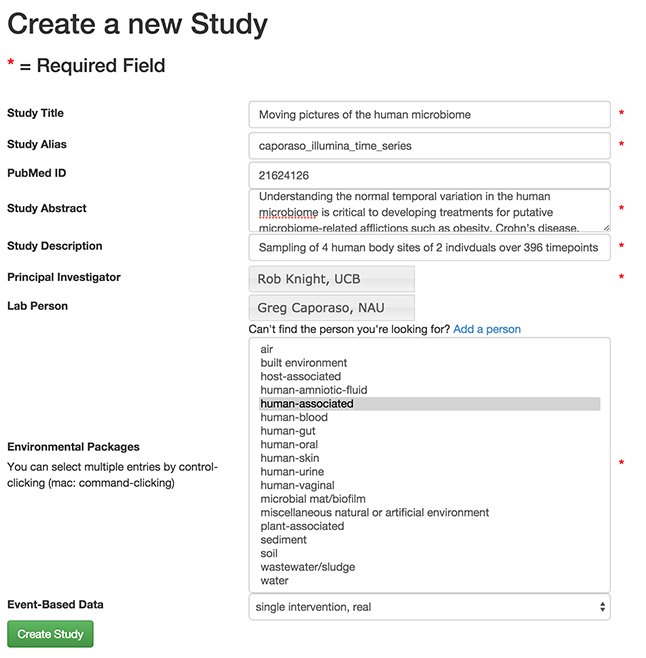 Create a new Study
* = Required Field
Study Title
Moving pictures of the human microbiome
*
Study Alias
caporaso_illumina_time_series
*
PubMed ID
21624126
Study Abstract
Understanding the normal temporal variation in the human
microbiome is critical to developing treatments for putative
microbiome-related afflictions such as obesity, Crohn's disease,
*
Study Description
Sampling of 4 human body sites of 2 indivduals over 396 timepoints
*
Principal Investigator
Rob Knight, UCB
*
Lab Person
Greg Caporaso, NAU
Can't find the person you're looking for? Add a person
Environmental Packages
You can select multiple entries by control-
clicking (mac: command-clicking)
air
built environment
host-associated
human-amniotic-fluid
human-associated
human-blood
human-gut
human-oral
human-skin
human-urine
human-vaginal
microbial mat/biofilm
miscellaneous natural or artificial environment
plant-associated
sediment
soil
wastewater/sludge
water
*
Event-Based Data
single intervention, real
Create Study